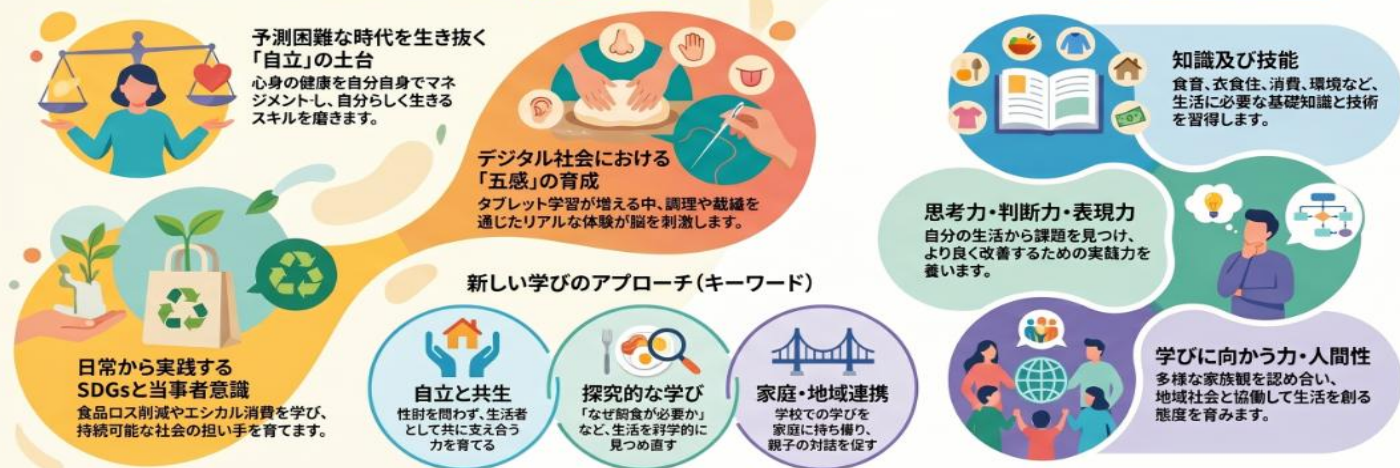 予測困難な時代を生き抜く
「自立」の土台
心身の健康を自分自身でマネ
ジメントし、自分らしく生きる
スキルを磨きます。
デジタル社会における
「五感」の育成
タブレット学習が増える中、調理や裁縫を
通じたリアルな体験が脳を刺激します。
日常から実践する
SDGsと当事者意識
食品ロス削減やエシカル消費を学び、
持続可能な社会の担い手を育てます。
新しい学びのアプローチ（キーワード）
自立と共生
を問わず、生活者
として共に支え合う
力を育てる
探究的な学び
「なぜ食が必要か」
など、生活を学的に
見つめ直す
家庭・地域連携
学校での学びを
家庭に持ちり、
親子の対話を促す
知識及び技能
食育、衣食住、消費、環境など、
生活に必要な基礎知識と技術
を習得します。
思考力・判断力・表現力
自分の生活から課題を見つけ、
より良く改善するための実力を
養います。
学びに向かう力・人間性
多様な家族観を認め合い、
地域社会と協働して生活を創る
態度を育みます。